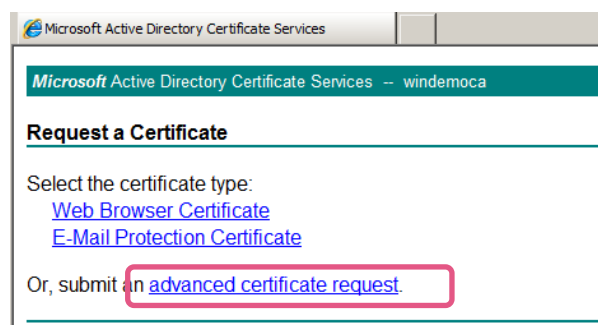 Microsoft Active Directory Certificate Services
Microsoft Active Directory Certificate Services -- windemoca
Request a Certificate
Select the certificate type:
Web Browser Certificate
E-Mail Protection Certificate
Or, submit an advanced certificate request.